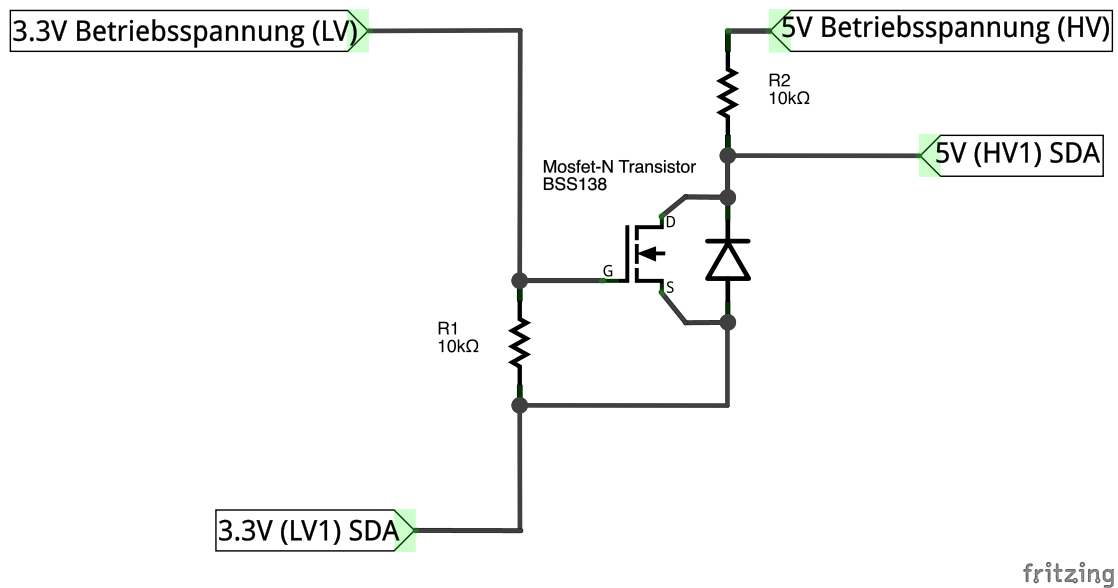 3.3V Betriebsspannung (LV)
5V Betriebsspannung (HV)
R2
10kΩ
5V (HV1) SDA
Mosfet-N Transistor
BSS138
D
G
S
R1
10kΩ
3.3V (LV1) SDA
fritzing